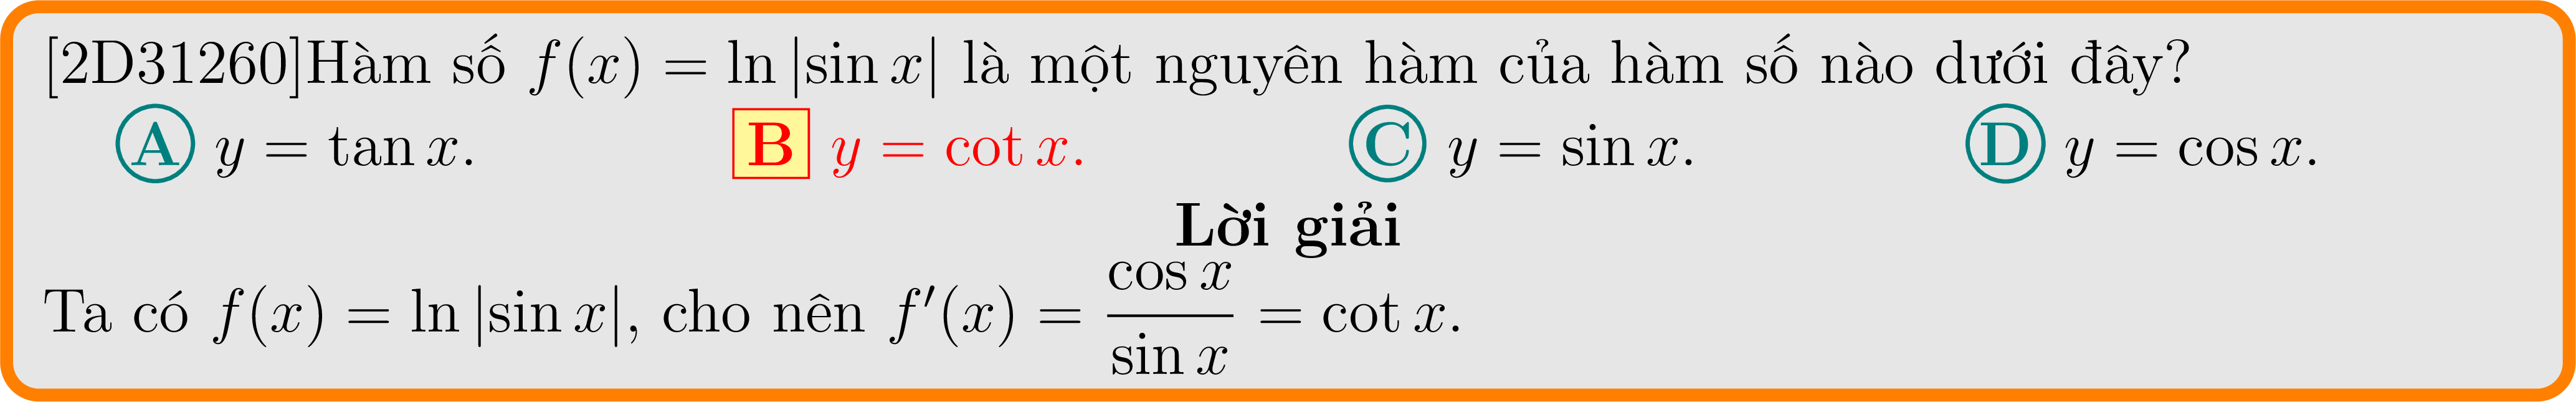 [2D31260]Hàm số f(x) = ln |sin x| là một nguyên hàm của hàm số nào dưới đây?
A y = tan x. B y = cot x. C y = sin x. D y = cos x.
Lời giải
Ta có f(x) = ln |sin x|, cho nên f′(x) = cos x / sin x = cot x.